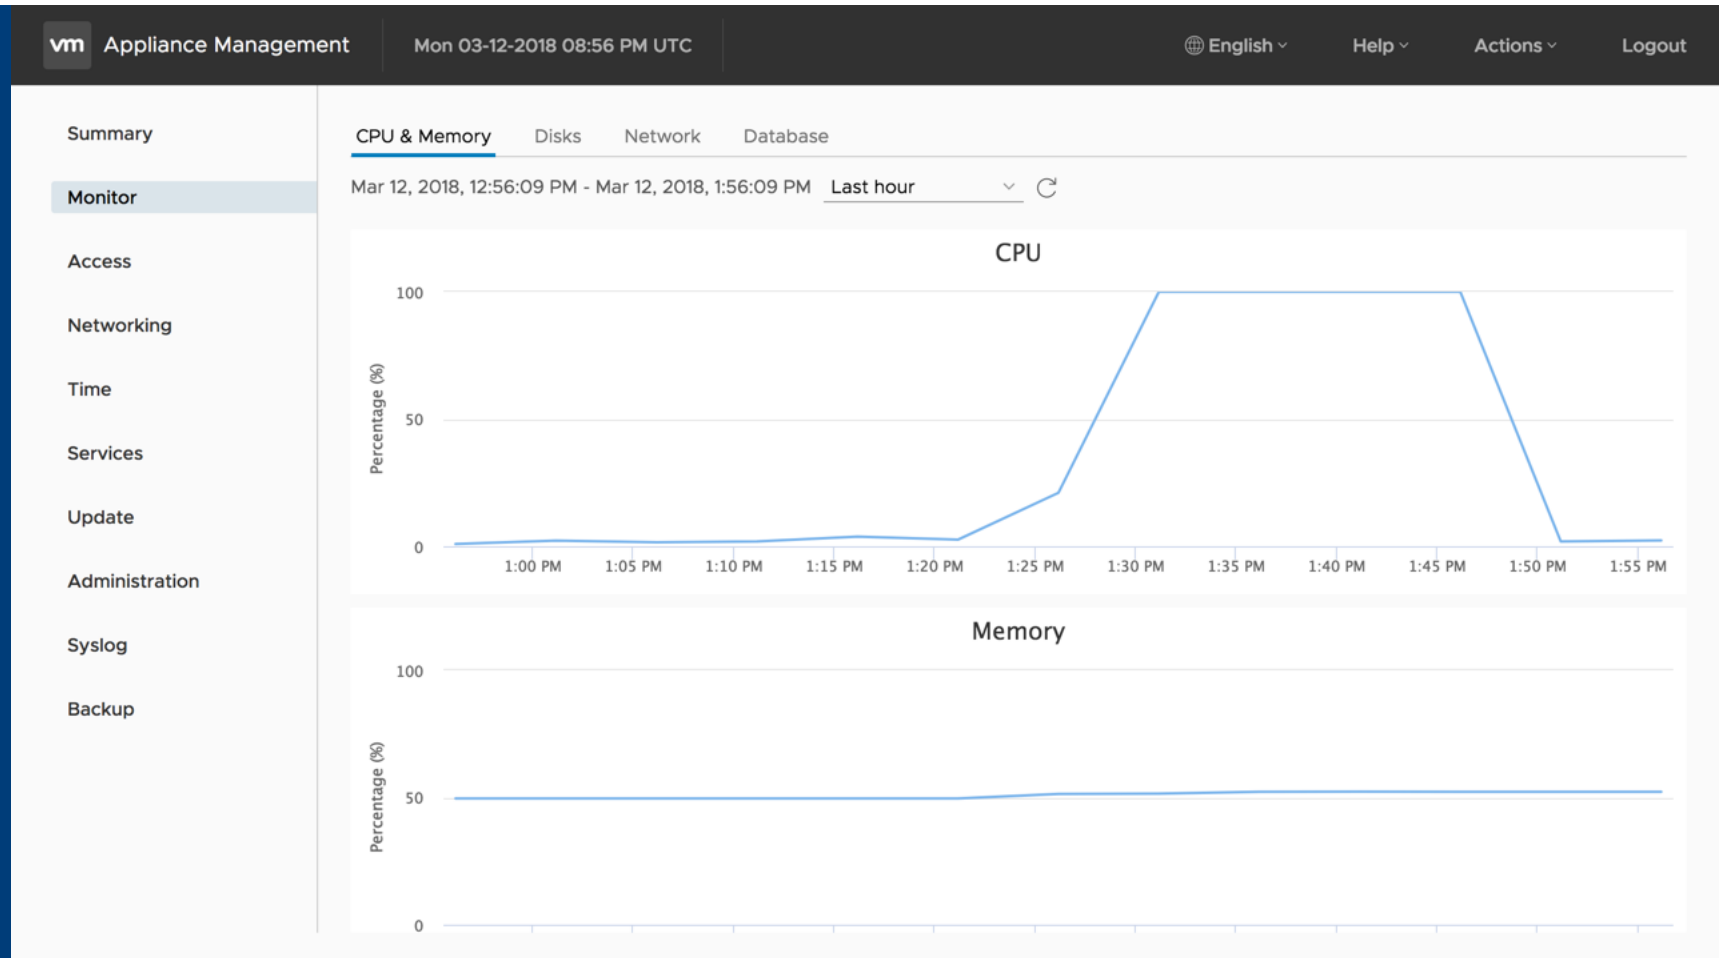 vm Appliance Management Mon 03-12-2018 08:56 PM UTC English Help Actions Logout
Summary
Monitor
Access
Networking
Time
Services
Update
Administration
Syslog
Backup
CPU & Memory Disks Network Database
Mar 12, 2018, 12:56:09 PM - Mar 12, 2018, 1:56:09 PM Last hour
CPU
Percentage (%)
100
50
0
1:00 PM 1:05 PM 1:10 PM 1:15 PM 1:20 PM 1:25 PM 1:30 PM 1:35 PM 1:40 PM 1:45 PM 1:50 PM 1:55 PM
Memory
Percentage (%)
100
50
0